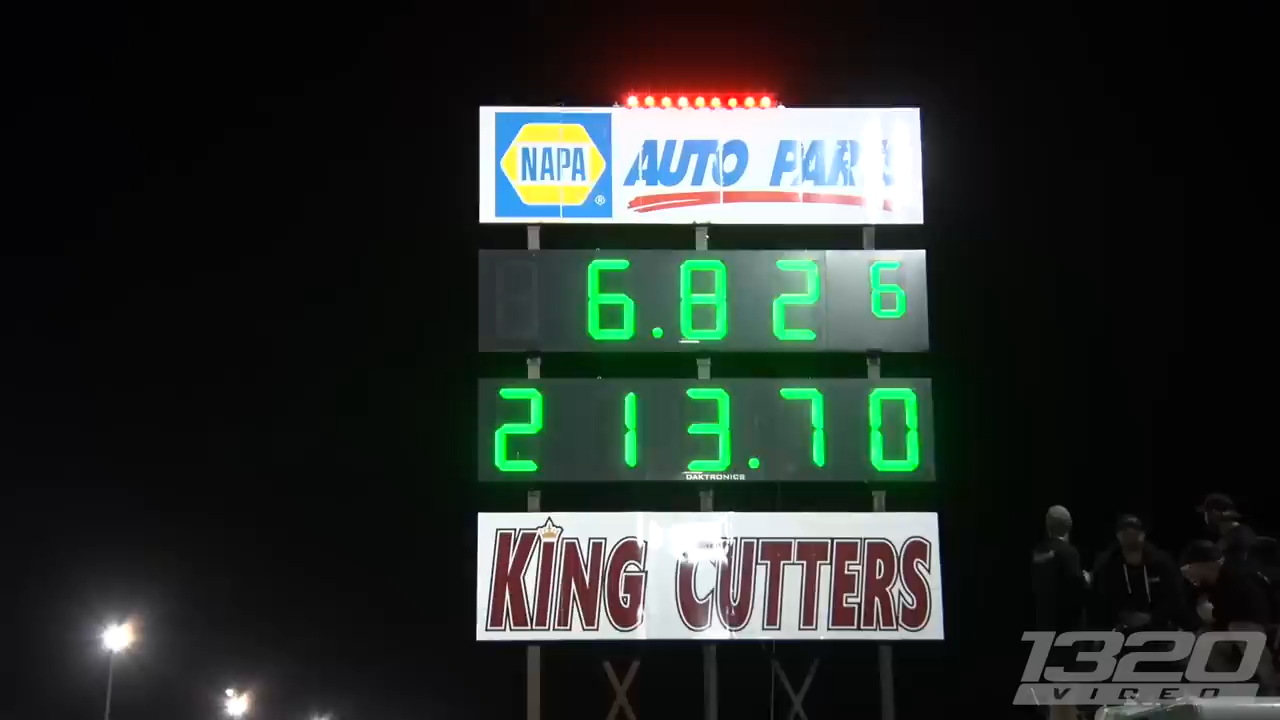 NAPA ® AUTO PARTS
6.826
213.70
DAKTRONICS
KING CUTTERS
1320
VIDEO